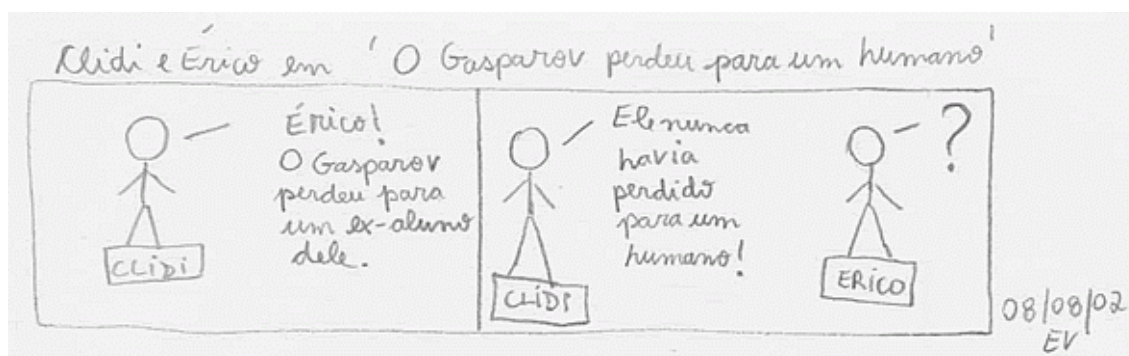 Clidi e Érico em 'O Gasparov perdeu para um humano'
Érico!
O Gasparov
perdeu para
um ex-aluno
dele.
CLiDi
Ele nunca
havia
perdido
para um
humano!
CLiDi
?
ERiCO
08/08/02
EV